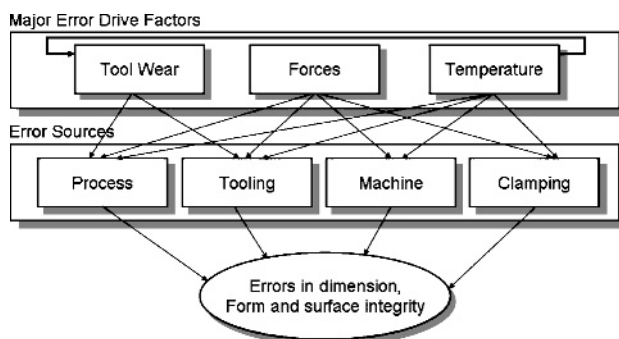 Major Error Drive Factors
Tool Wear
Forces
Temperature
Error Sources
Process
Tooling
Machine
Clamping
Errors in dimension,
Form and surface integrity